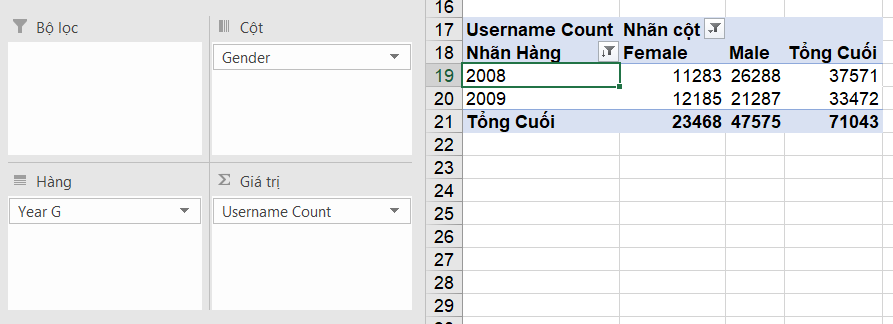 Bộ lọc
Cột
Gender
Hàng
Σ Giá trị
Year G
Username Count
16
17 Username Count Nhãn cột
18 Nhãn Hàng Female Male Tổng Cuối
19 2008 11283 26288 37571
20 2009 12185 21287 33472
21 Tổng Cuối 23468 47575 71043
22
23
24
25
26
27
28
29